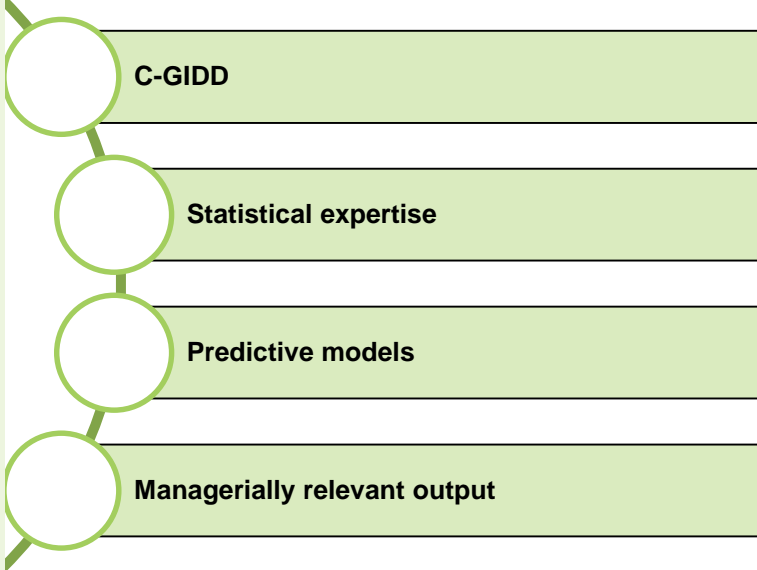 C-GIDD
Statistical expertise
Predictive models
Managerially relevant output